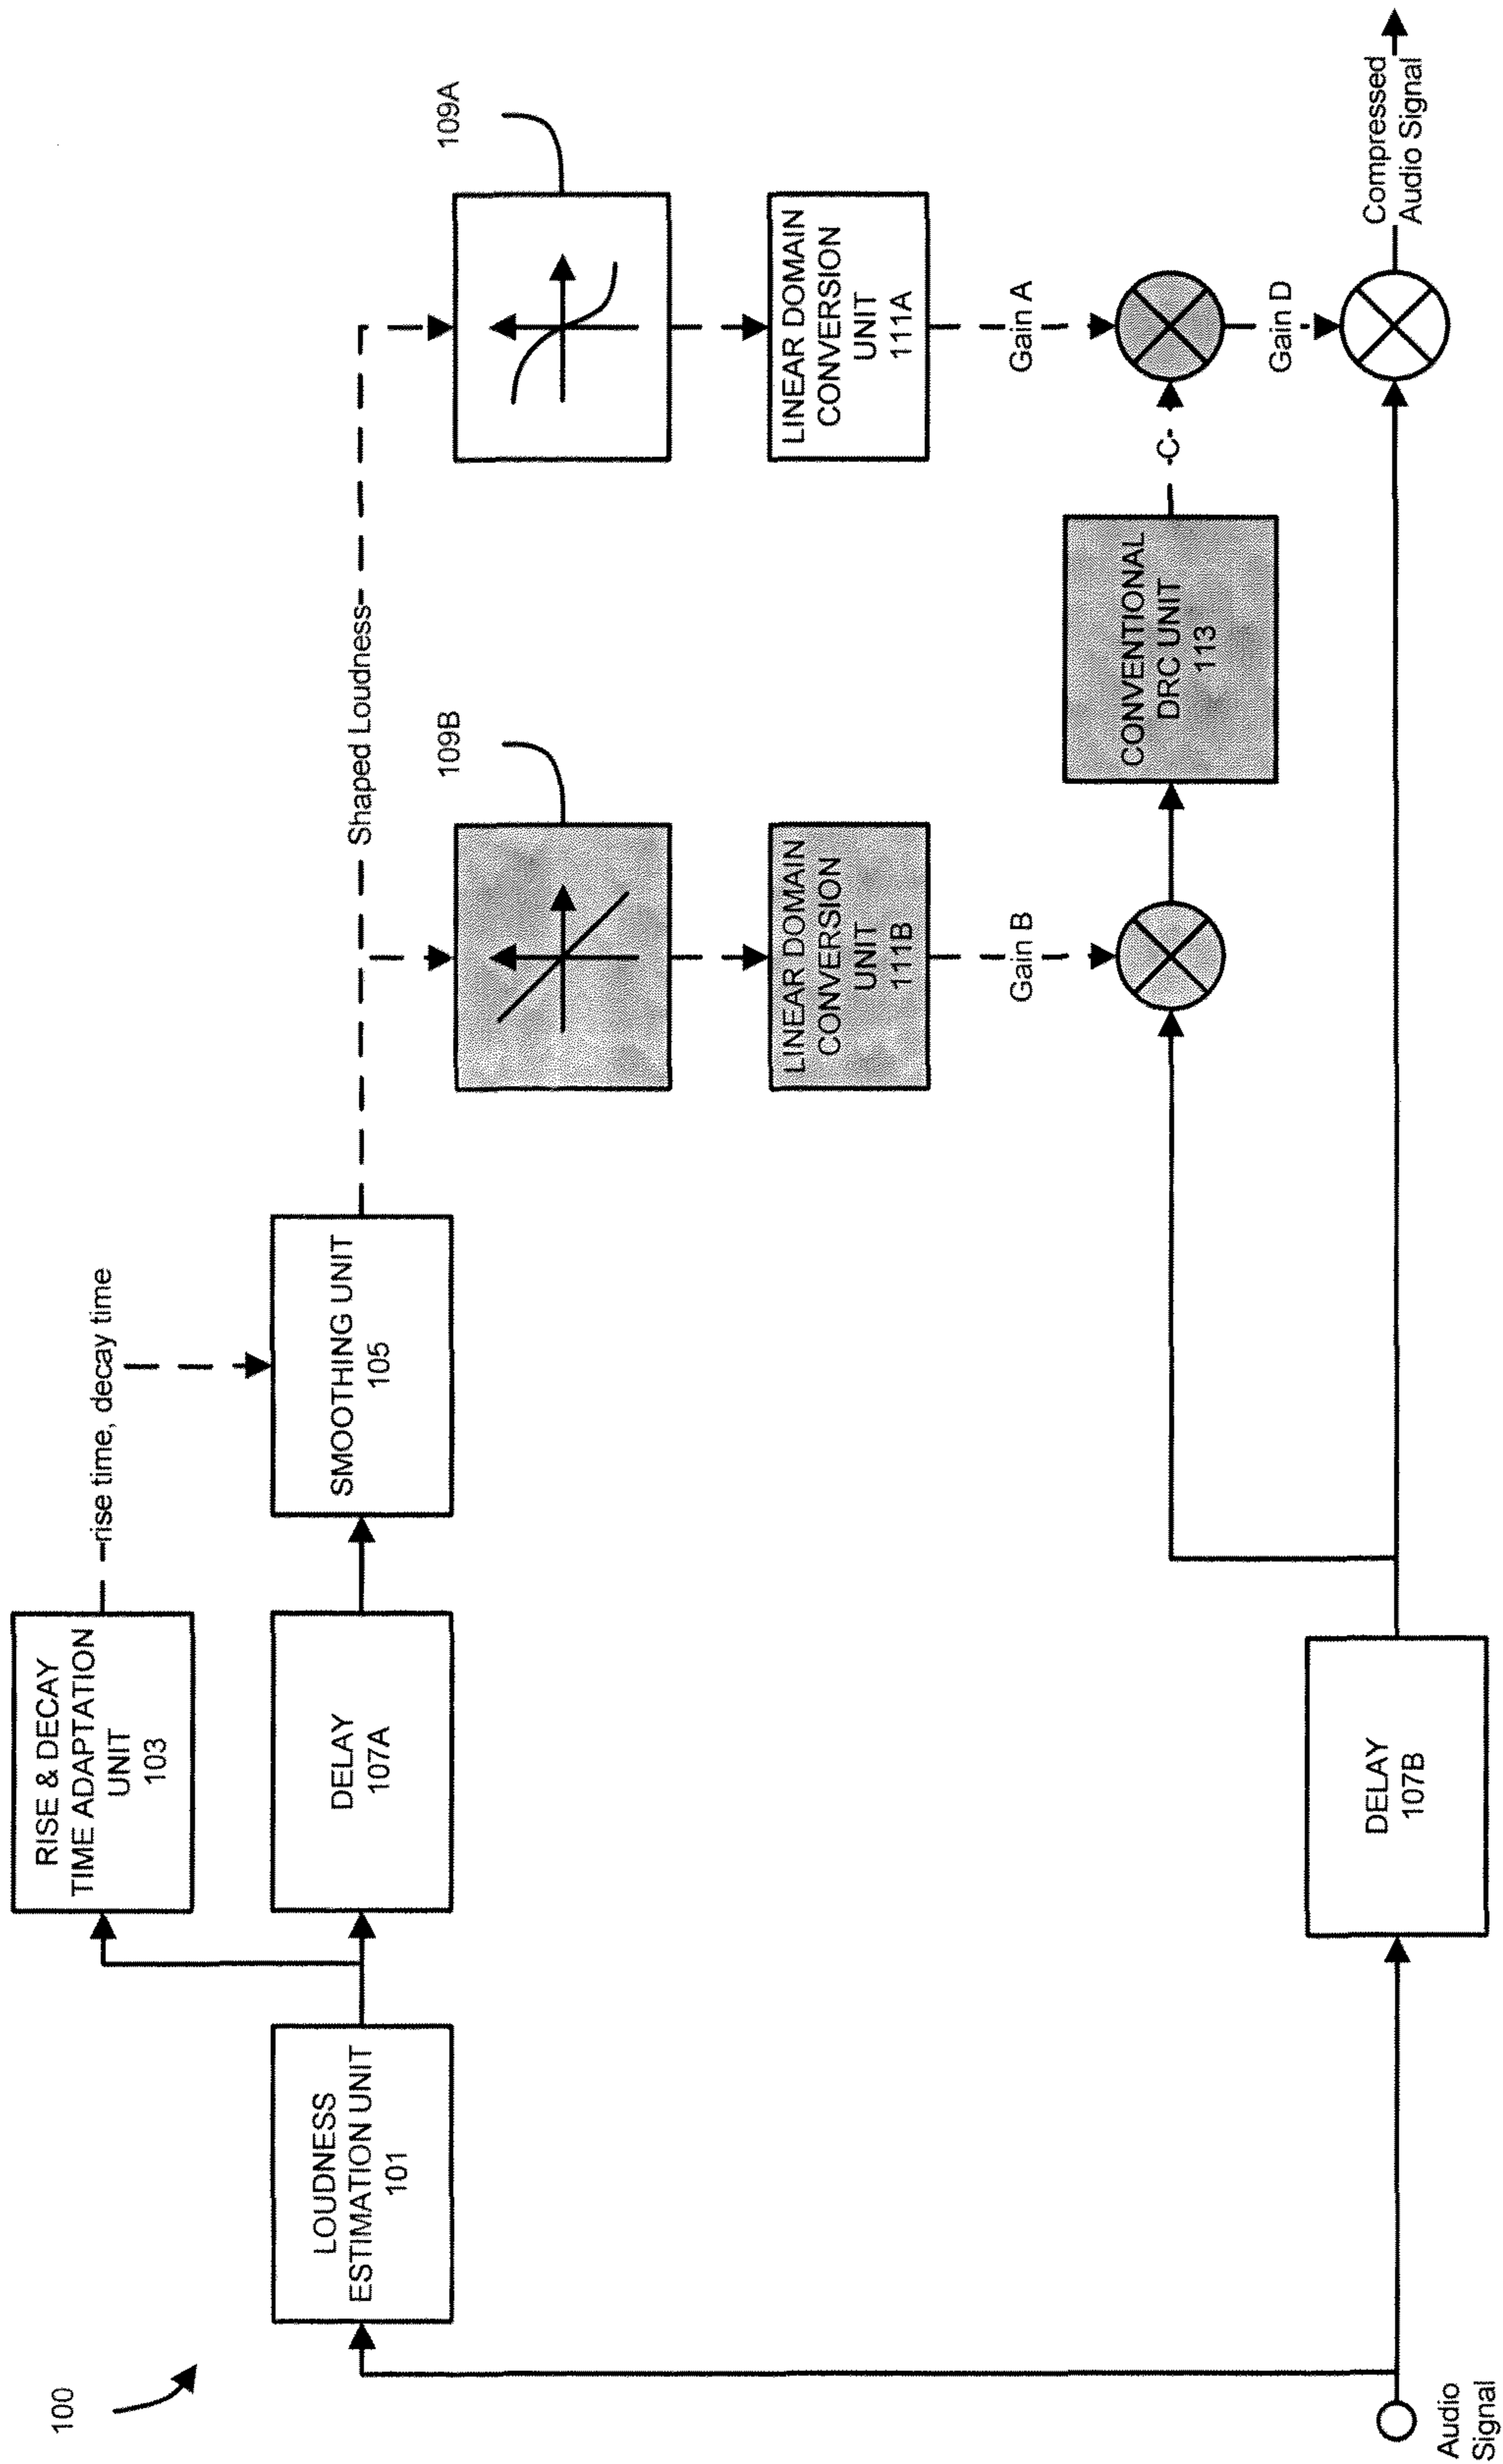 100
RISE & DECAY
TIME ADAPTATION
UNIT
103
rise time, decay time
LOUDNESS
ESTIMATION UNIT
101
DELAY
107A
SMOOTHING UNIT
105
Shaped Loudness
109B
109A
LINEAR DOMAIN
CONVERSION
UNIT
111B
LINEAR DOMAIN
CONVERSION
UNIT
111A
Gain B
Gain A
CONVENTIONAL
DRC UNIT
113
C
Gain D
DELAY
107B
Audio
Signal
Compressed
Audio Signal